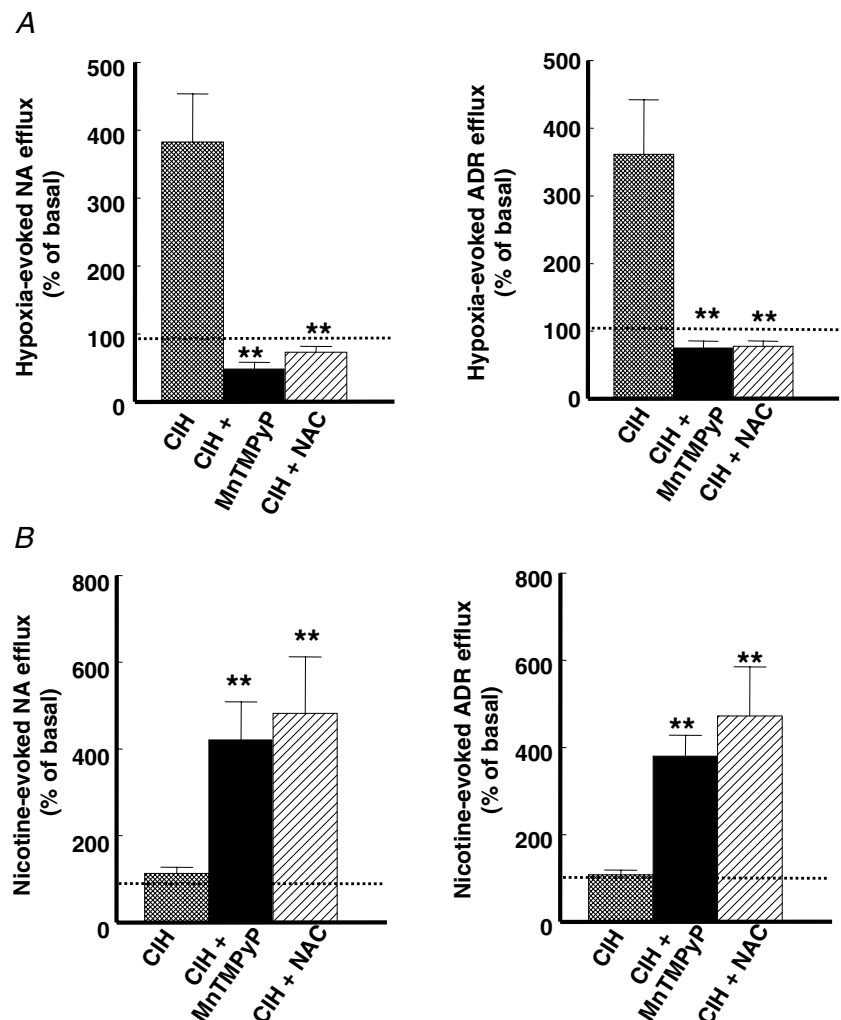 A
Hypoxia-evoked NA efflux
(% of basal)
500
400
300
200
100
0
**
**
CIH
CIH +
MnTMPyP
CIH + NAC
Hypoxia-evoked ADR efflux
(% of basal)
500
400
300
200
100
0
**
**
CIH
CIH +
MnTMPyP
CIH + NAC
B
Nicotine-evoked NA efflux
(% of basal)
800
600
400
200
0
**
**
CIH
CIH +
MnTMPyP
CIH + NAC
Nicotine-evoked ADR efflux
(% of basal)
800
600
400
200
0
**
**
CIH
CIH +
MnTMPyP
CIH + NAC